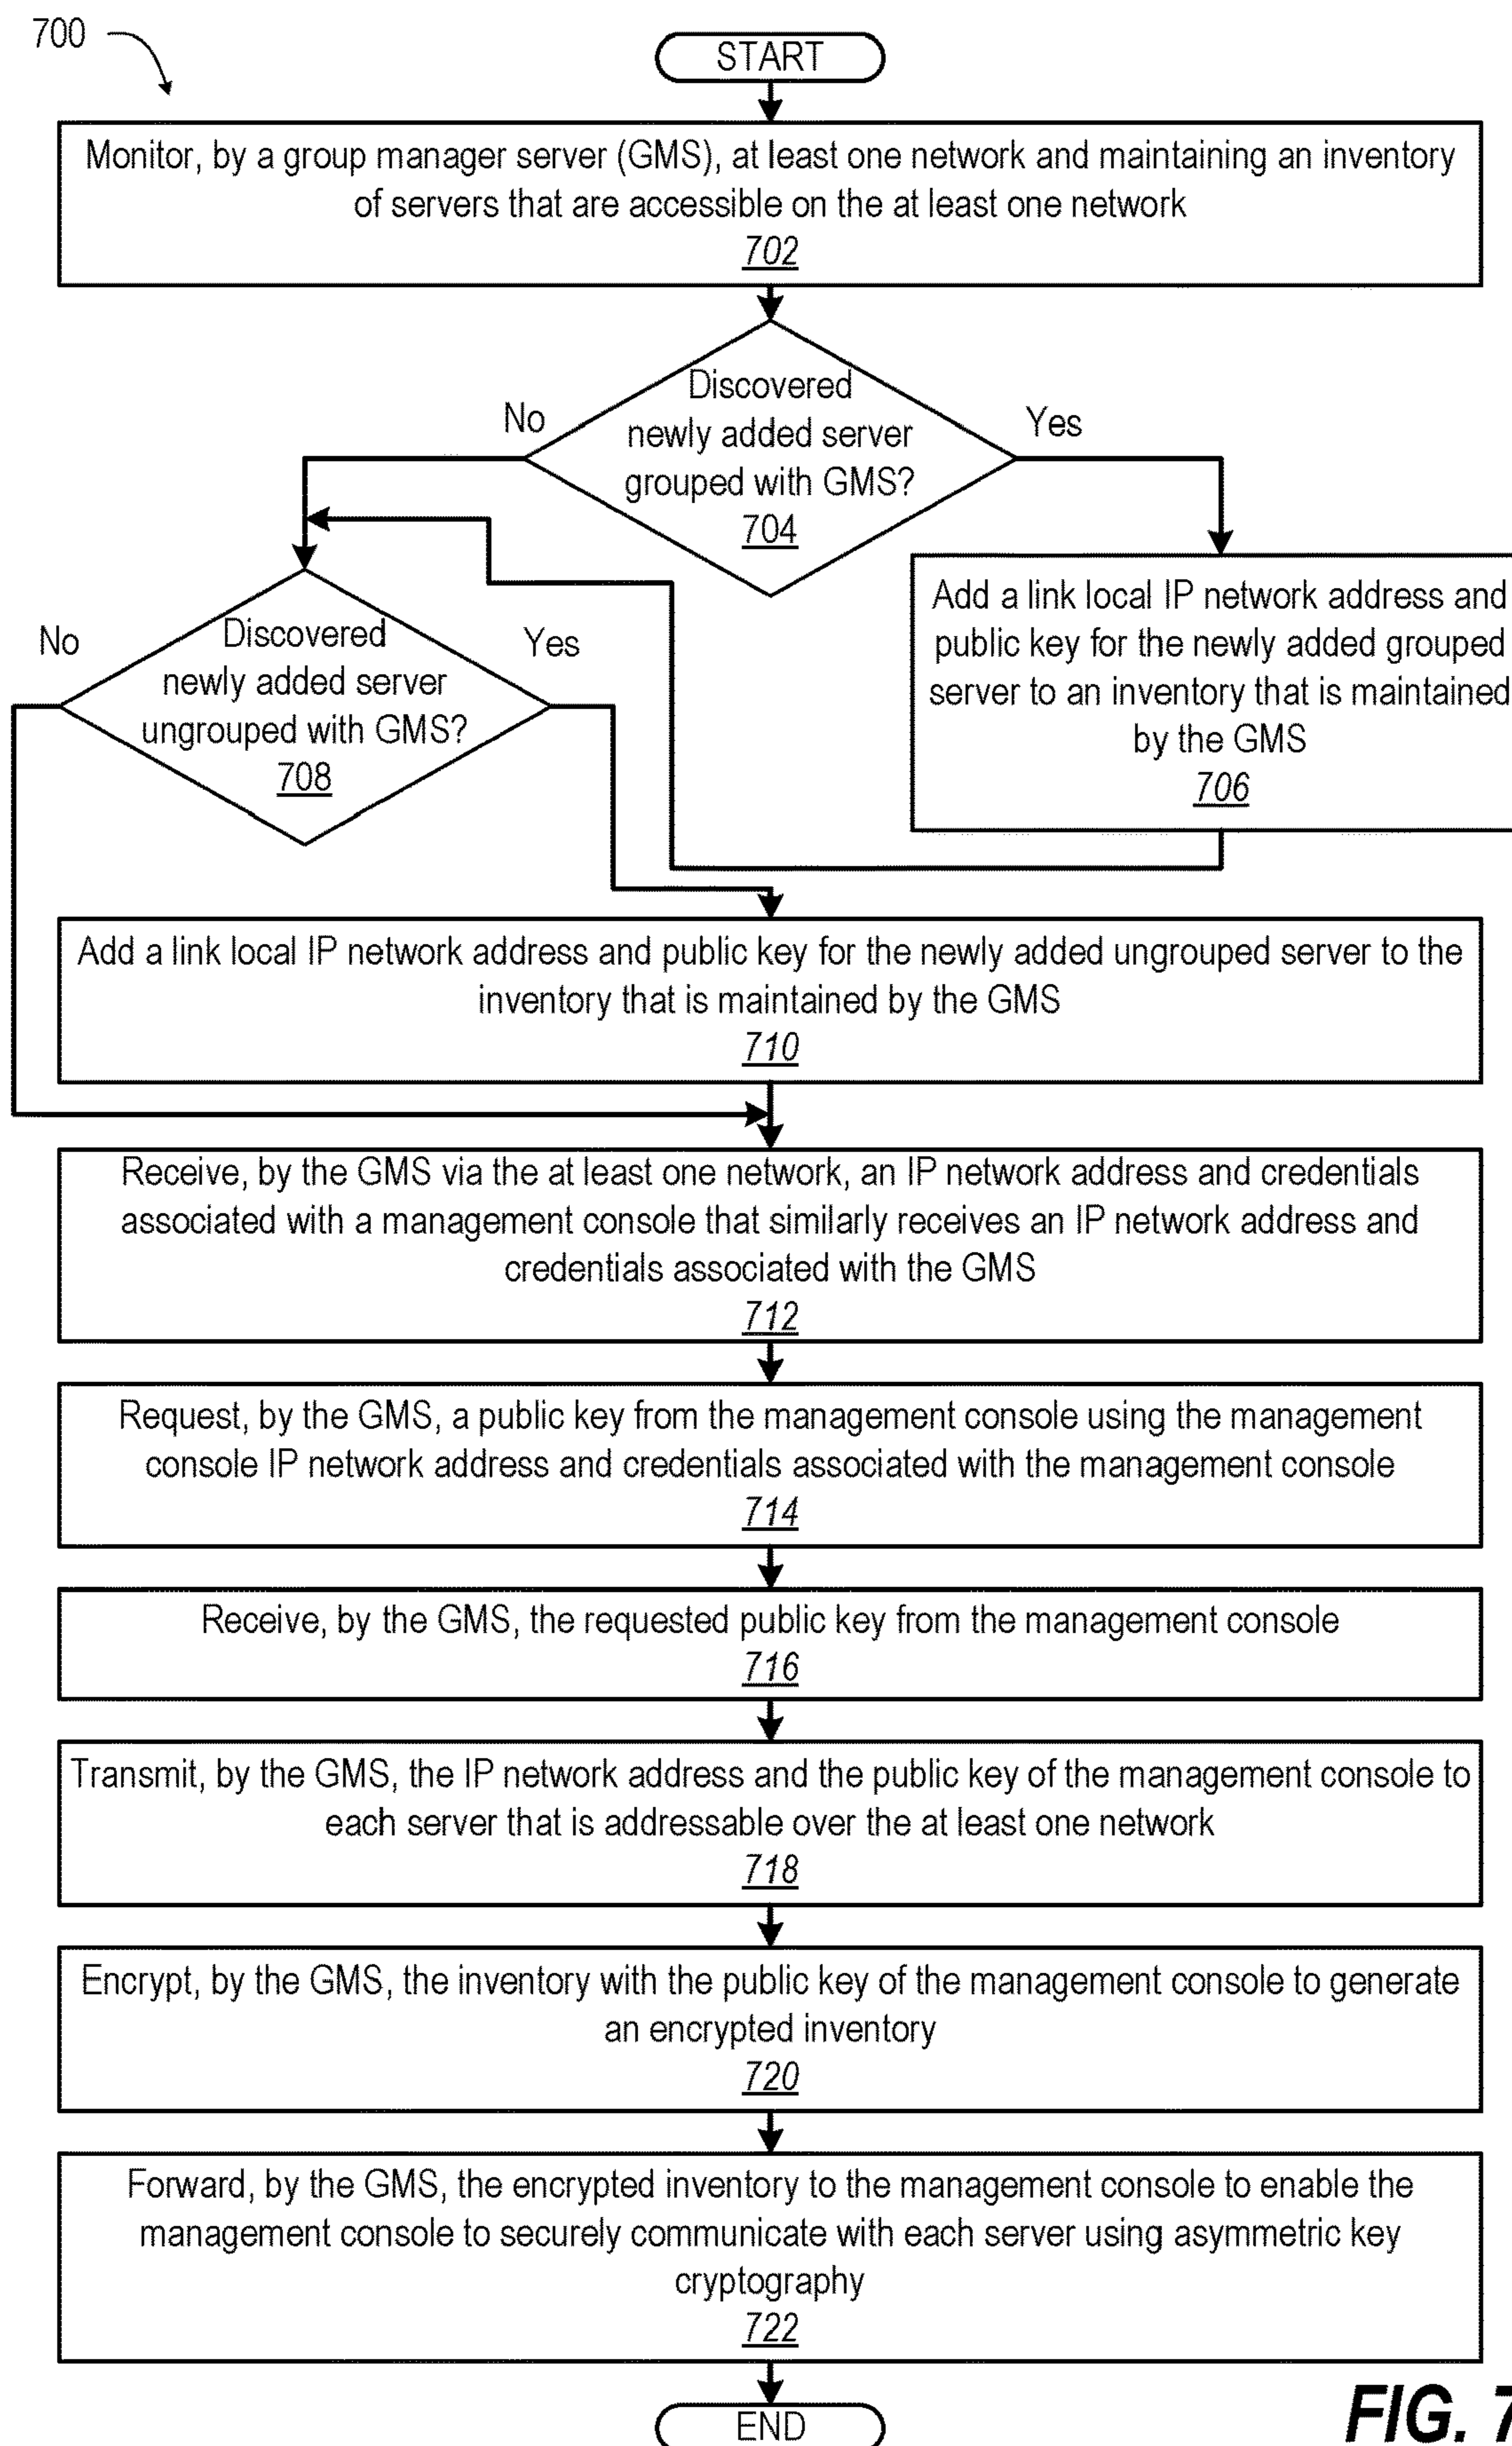 700
START
Monitor, by a group manager server (GMS), at least one network and maintaining an inventory
of servers that are accessible on the at least one network
702
Discovered
newly added server
grouped with GMS?
704
No
Yes
Add a link local IP network address and
public key for the newly added grouped
server to an inventory that is maintained
by the GMS
706
Discovered
newly added server
ungrouped with GMS?
708
No
Yes
Add a link local IP network address and public key for the newly added ungrouped server to the
inventory that is maintained by the GMS
710
Receive, by the GMS via the at least one network, an IP network address and credentials
associated with a management console that similarly receives an IP network address and
credentials associated with the GMS
712
Request, by the GMS, a public key from the management console using the management
console IP network address and credentials associated with the management console
714
Receive, by the GMS, the requested public key from the management console
716
Transmit, by the GMS, the IP network address and the public key of the management console to
each server that is addressable over the at least one network
718
Encrypt, by the GMS, the inventory with the public key of the management console to generate
an encrypted inventory
720
Forward, by the GMS, the encrypted inventory to the management console to enable the
management console to securely communicate with each server using asymmetric key
cryptography
722
END
FIG. 7